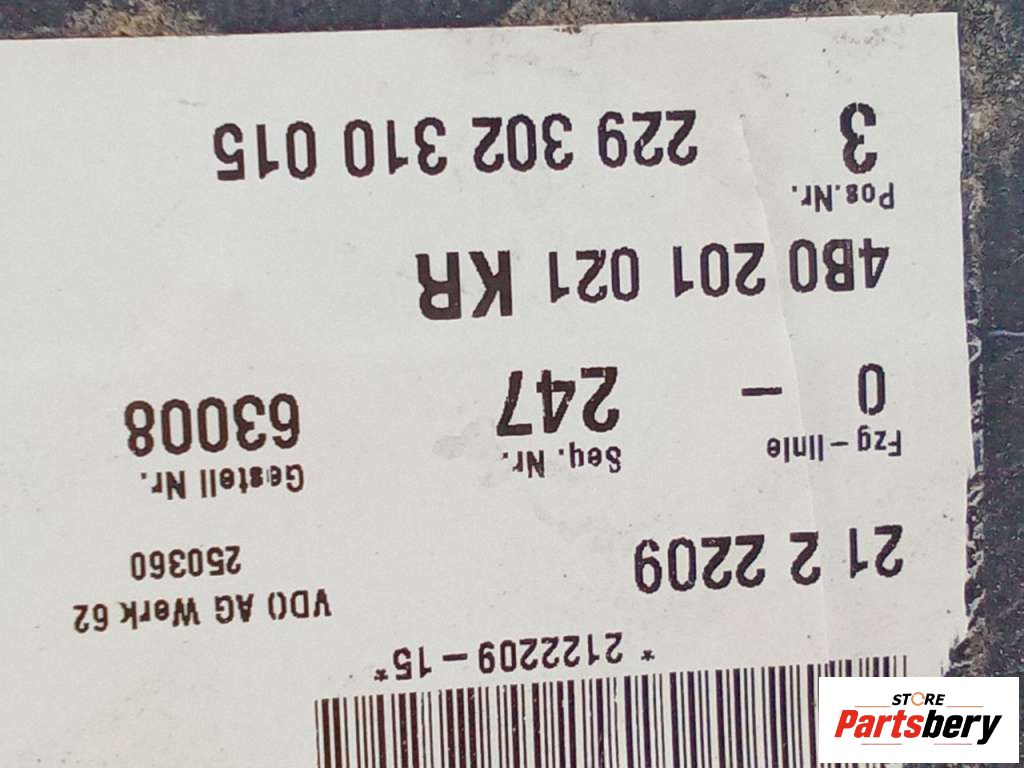 * 2122209 - 15*
VDO AG Werk 62
250360
21 2 2209
Fzg-linie Seq. Nr. Gestell Nr.
0 - 247 63008
4B0 201 021 KR
Pos.Nr.
3 229 302 310 015
STORE
Partsbery